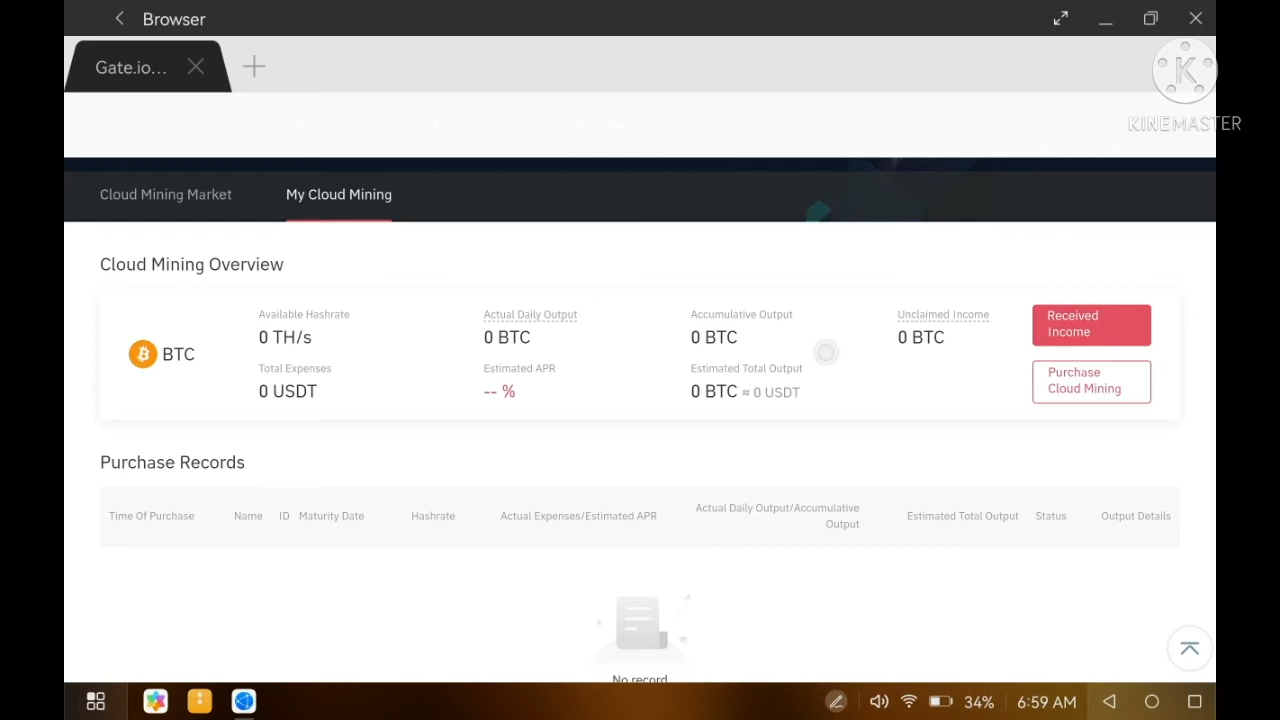 Browser
Gate.io...
KINEMASTER
Cloud Mining Market
My Cloud Mining
Cloud Mining Overview
BTC
Available Hashrate
0 TH/s
Total Expenses
0 USDT
Actual Daily Output
0 BTC
Estimated APR
-- %
Accumulative Output
0 BTC
Estimated Total Output
0 BTC ≈ 0 USDT
Unclaimed Income
0 BTC
Received
Income
Purchase
Cloud Mining
Purchase Records
Time Of Purchase
Name
ID
Maturity Date
Hashrate
Actual Expenses/Estimated APR
Actual Daily Output/Accumulative
Output
Estimated Total Output
Status
Output Details
No record
34%
6:59 AM